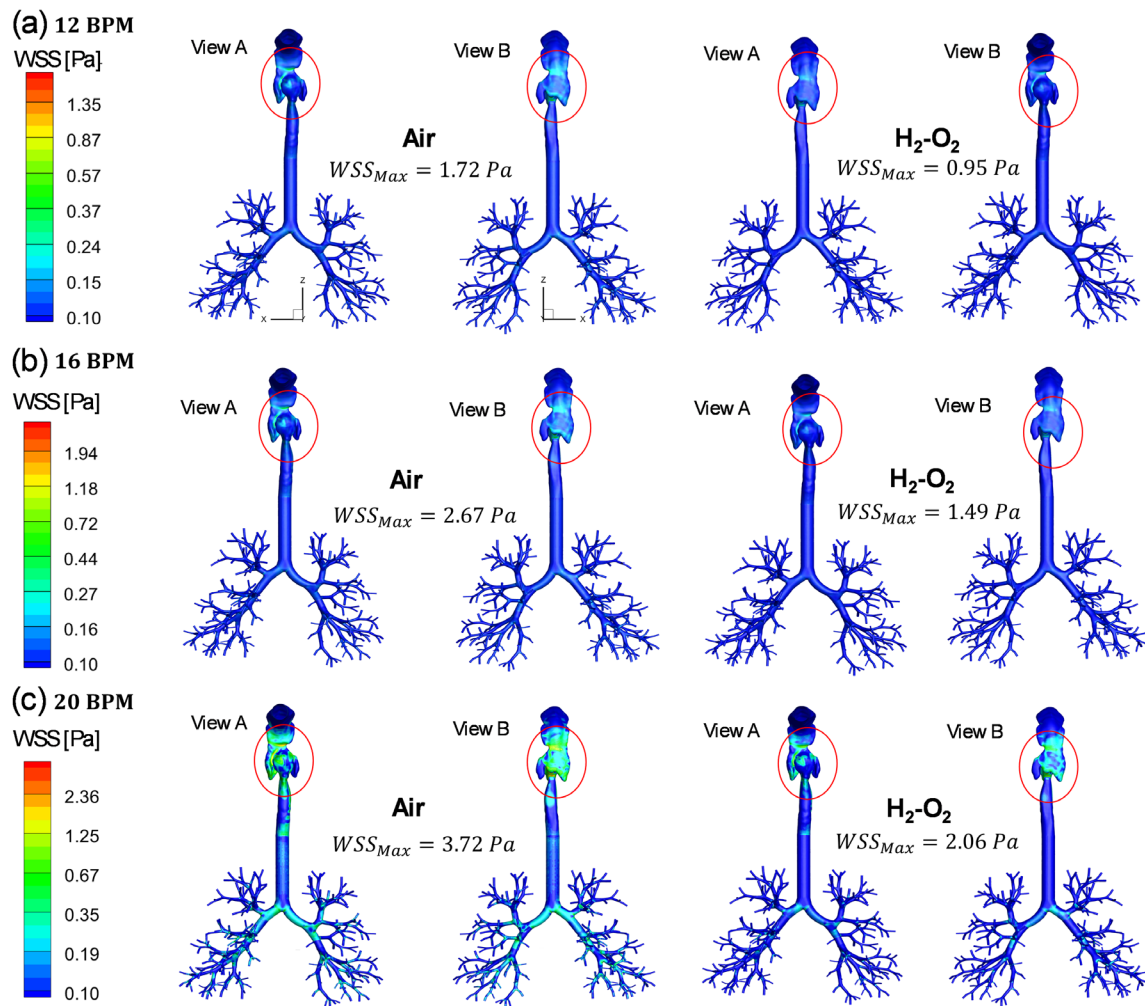 (a) 12 BPM
WSS [Pa]
1.35
0.87
0.57
0.37
0.24
0.15
0.10
View A
View B
Air
WSS_Max = 1.72 Pa
z
x
z
x
View A
View B
H₂-O₂
WSS_Max = 0.95 Pa
(b) 16 BPM
WSS [Pa]
1.94
1.18
0.72
0.44
0.27
0.16
0.10
View A
View B
Air
WSS_Max = 2.67 Pa
View A
View B
H₂-O₂
WSS_Max = 1.49 Pa
(c) 20 BPM
WSS [Pa]
2.36
1.25
0.67
0.35
0.19
0.10
View A
View B
Air
WSS_Max = 3.72 Pa
View A
View B
H₂-O₂
WSS_Max = 2.06 Pa